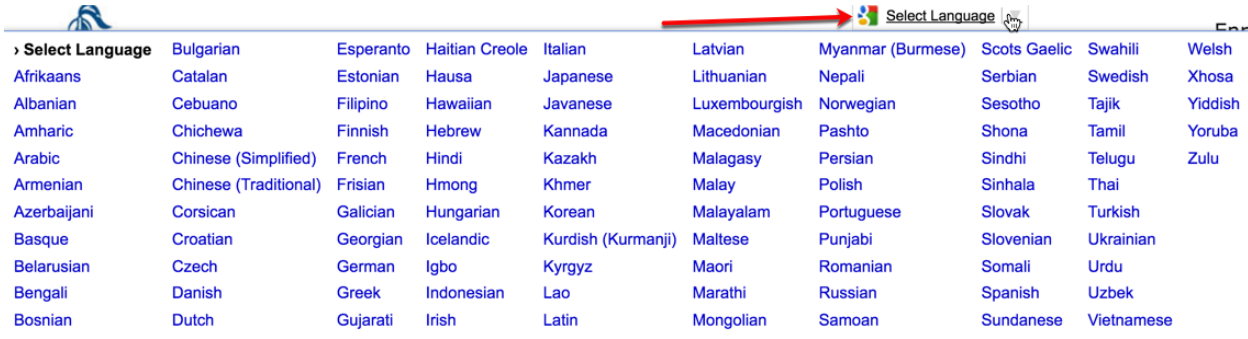 Select Language
› Select Language Bulgarian Esperanto Haitian Creole Italian Latvian Myanmar (Burmese) Scots Gaelic Swahili Welsh
Afrikaans Catalan Estonian Hausa Japanese Lithuanian Nepali Serbian Swedish Xhosa
Albanian Cebuano Filipino Hawaiian Javanese Luxembourgish Norwegian Sesotho Tajik Yiddish
Amharic Chichewa Finnish Hebrew Kannada Macedonian Pashto Shona Tamil Yoruba
Arabic Chinese (Simplified) French Hindi Kazakh Malagasy Persian Sindhi Telugu Zulu
Armenian Chinese (Traditional) Frisian Hmong Khmer Malay Polish Sinhala Thai
Azerbaijani Corsican Galician Hungarian Korean Malayalam Portuguese Slovak Turkish
Basque Croatian Georgian Icelandic Kurdish (Kurmanji) Maltese Punjabi Slovenian Ukrainian
Belarusian Czech German Igbo Kyrgyz Maori Romanian Somali Urdu
Bengali Danish Greek Indonesian Lao Marathi Russian Spanish Uzbek
Bosnian Dutch Gujarati Irish Latin Mongolian Samoan Sundanese Vietnamese